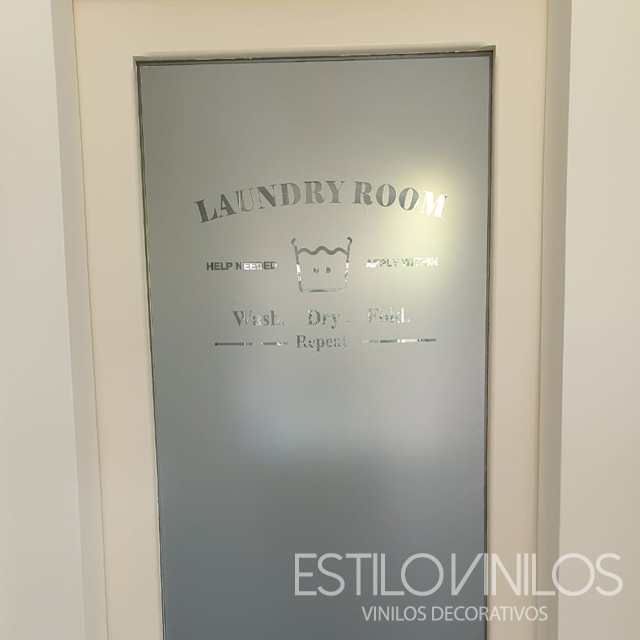 LAUNDRY ROOM
HELP NEEDED APPLY WITHIN
Wash. Dry. Fold.
Repeat
ESTILOVINILOS
VINILOS DECORATIVOS